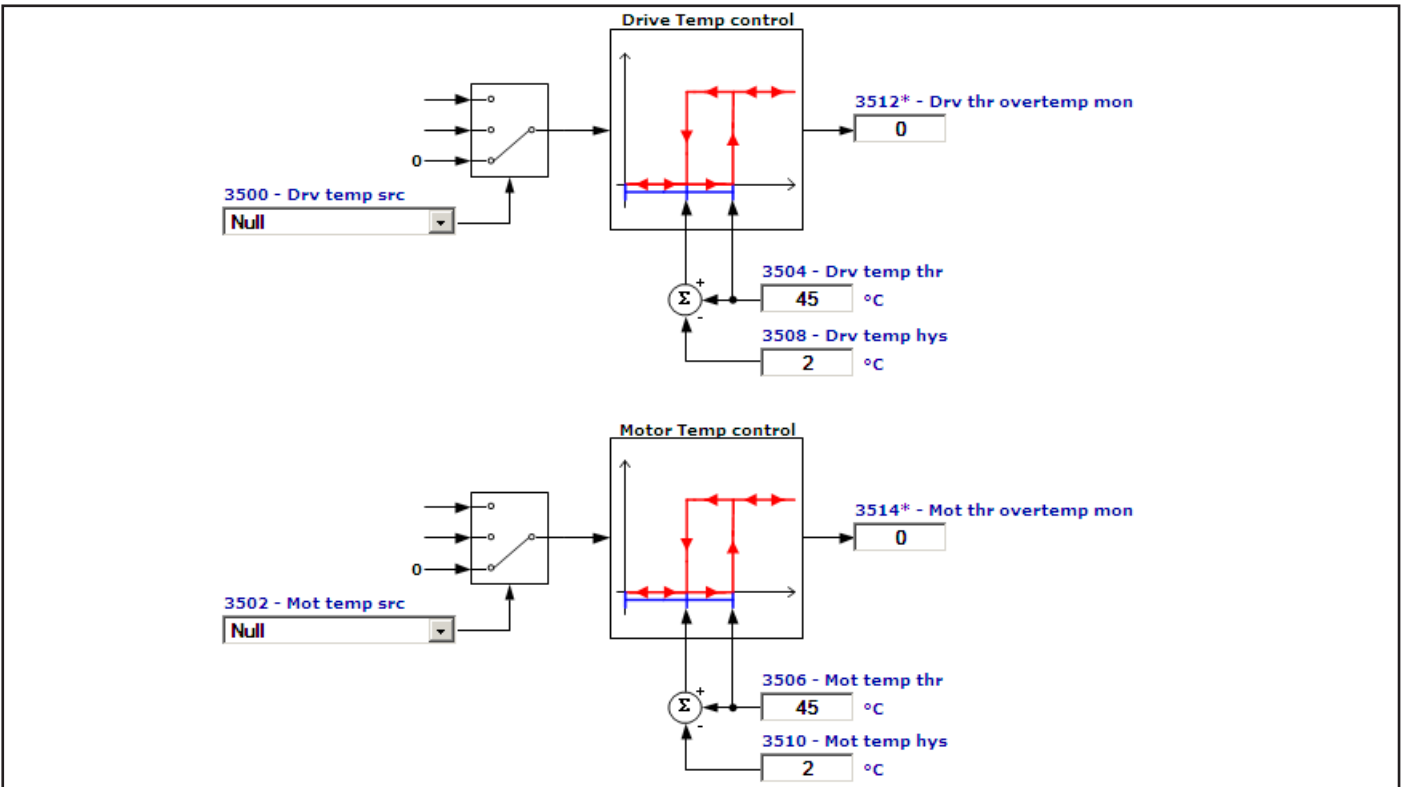 Drive Temp control
3512* - Drv thr overtemp mon
0
0
3500 - Drv temp src
Null
3504 - Drv temp thr
+
Σ
45 °C
-
3508 - Drv temp hys
2 °C
Motor Temp control
3514* - Mot thr overtemp mon
0
0
3502 - Mot temp src
Null
3506 - Mot temp thr
+
Σ
45 °C
-
3510 - Mot temp hys
2 °C